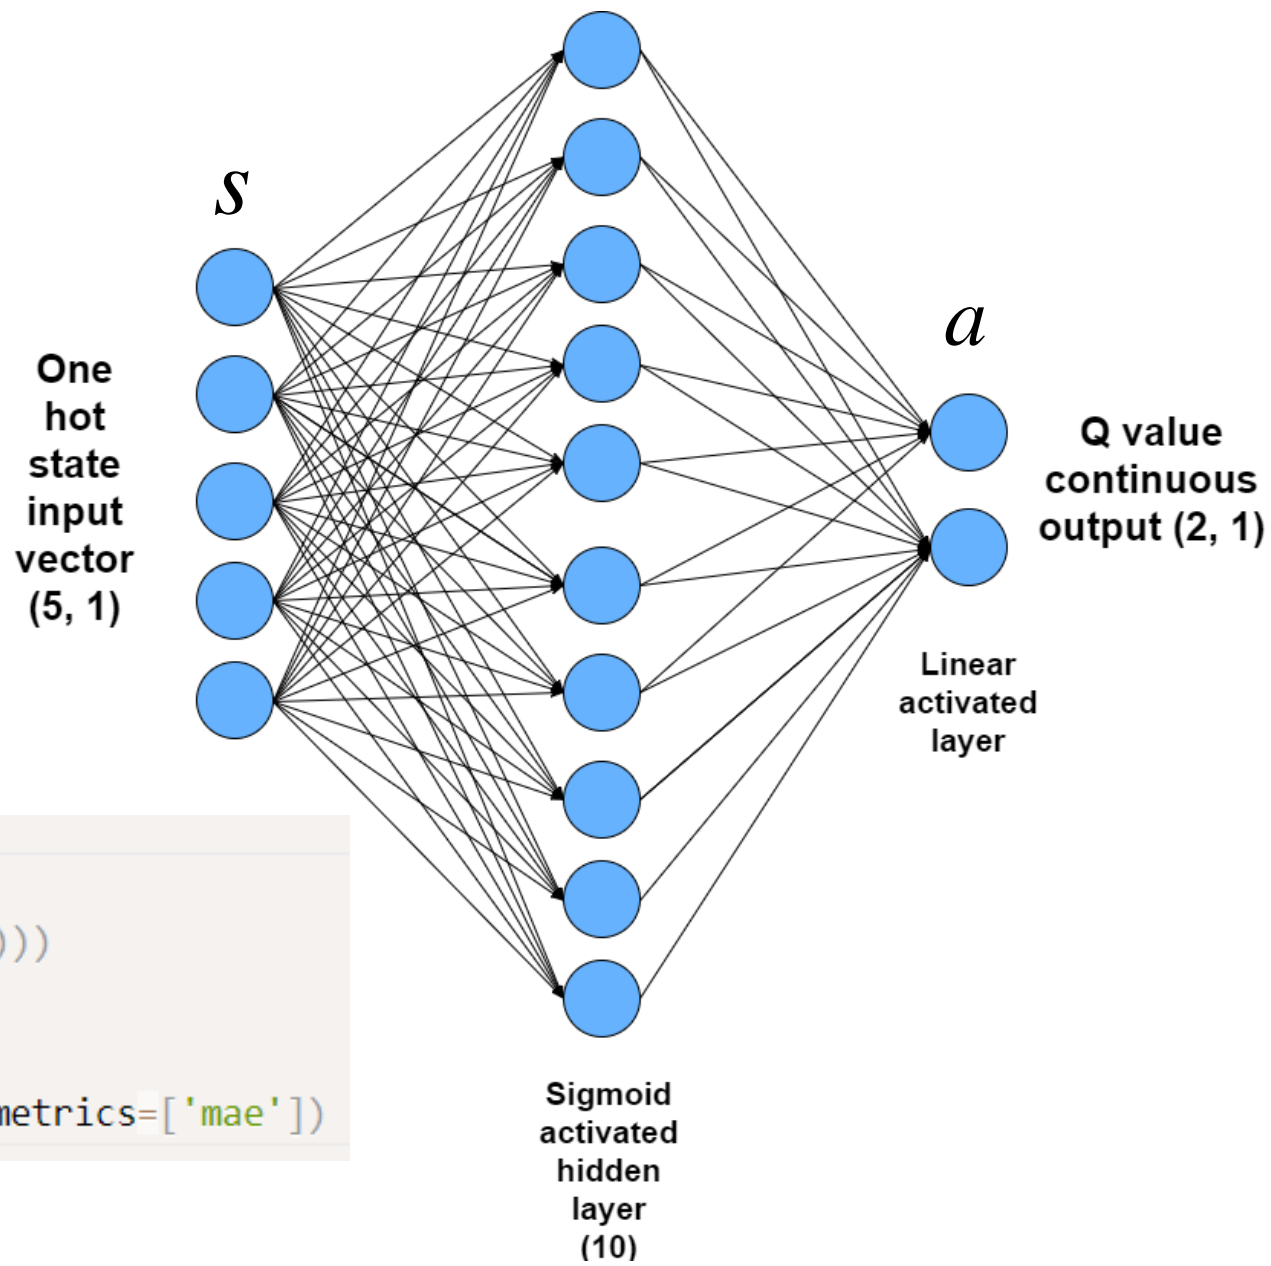 s
One
hot
state
input
vector
(5, 1)
a
Q value
continuous
output (2, 1)
Linear
activated
layer
)))
metrics=['mae'])
Sigmoid
activated
hidden
layer
(10)